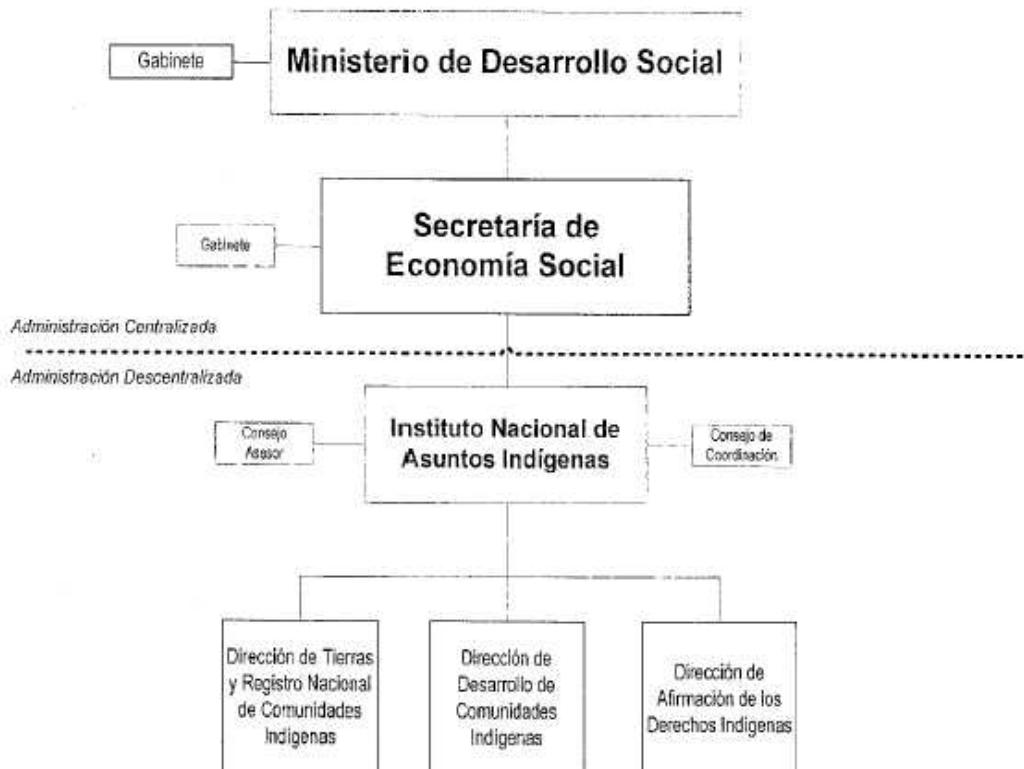 Gabinete
Ministerio de Desarrollo Social
Gabinete
Secretaría de
Economía Social
Administración Centralizada
Administración Descentralizada
Consejo
Asesor
Instituto Nacional de
Asuntos Indígenas
Consejo de
Coordinación
Dirección de Tierras
y Registro Nacional
de Comunidades
Indígenas
Dirección de
Desarrollo de
Comunidades
Indígenas
Dirección de
Afirmación de los
Derechos Indígenas